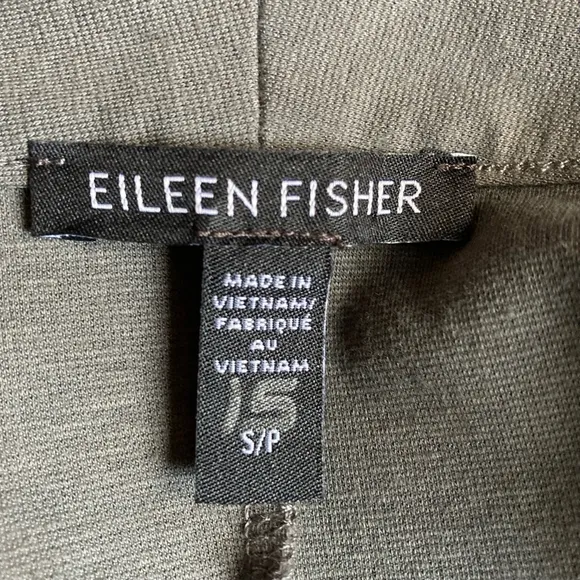 EILEEN FISHER
MADE IN
VIETNAM/
FABRIQUÉ
AU
VIETNAM
15
S/P